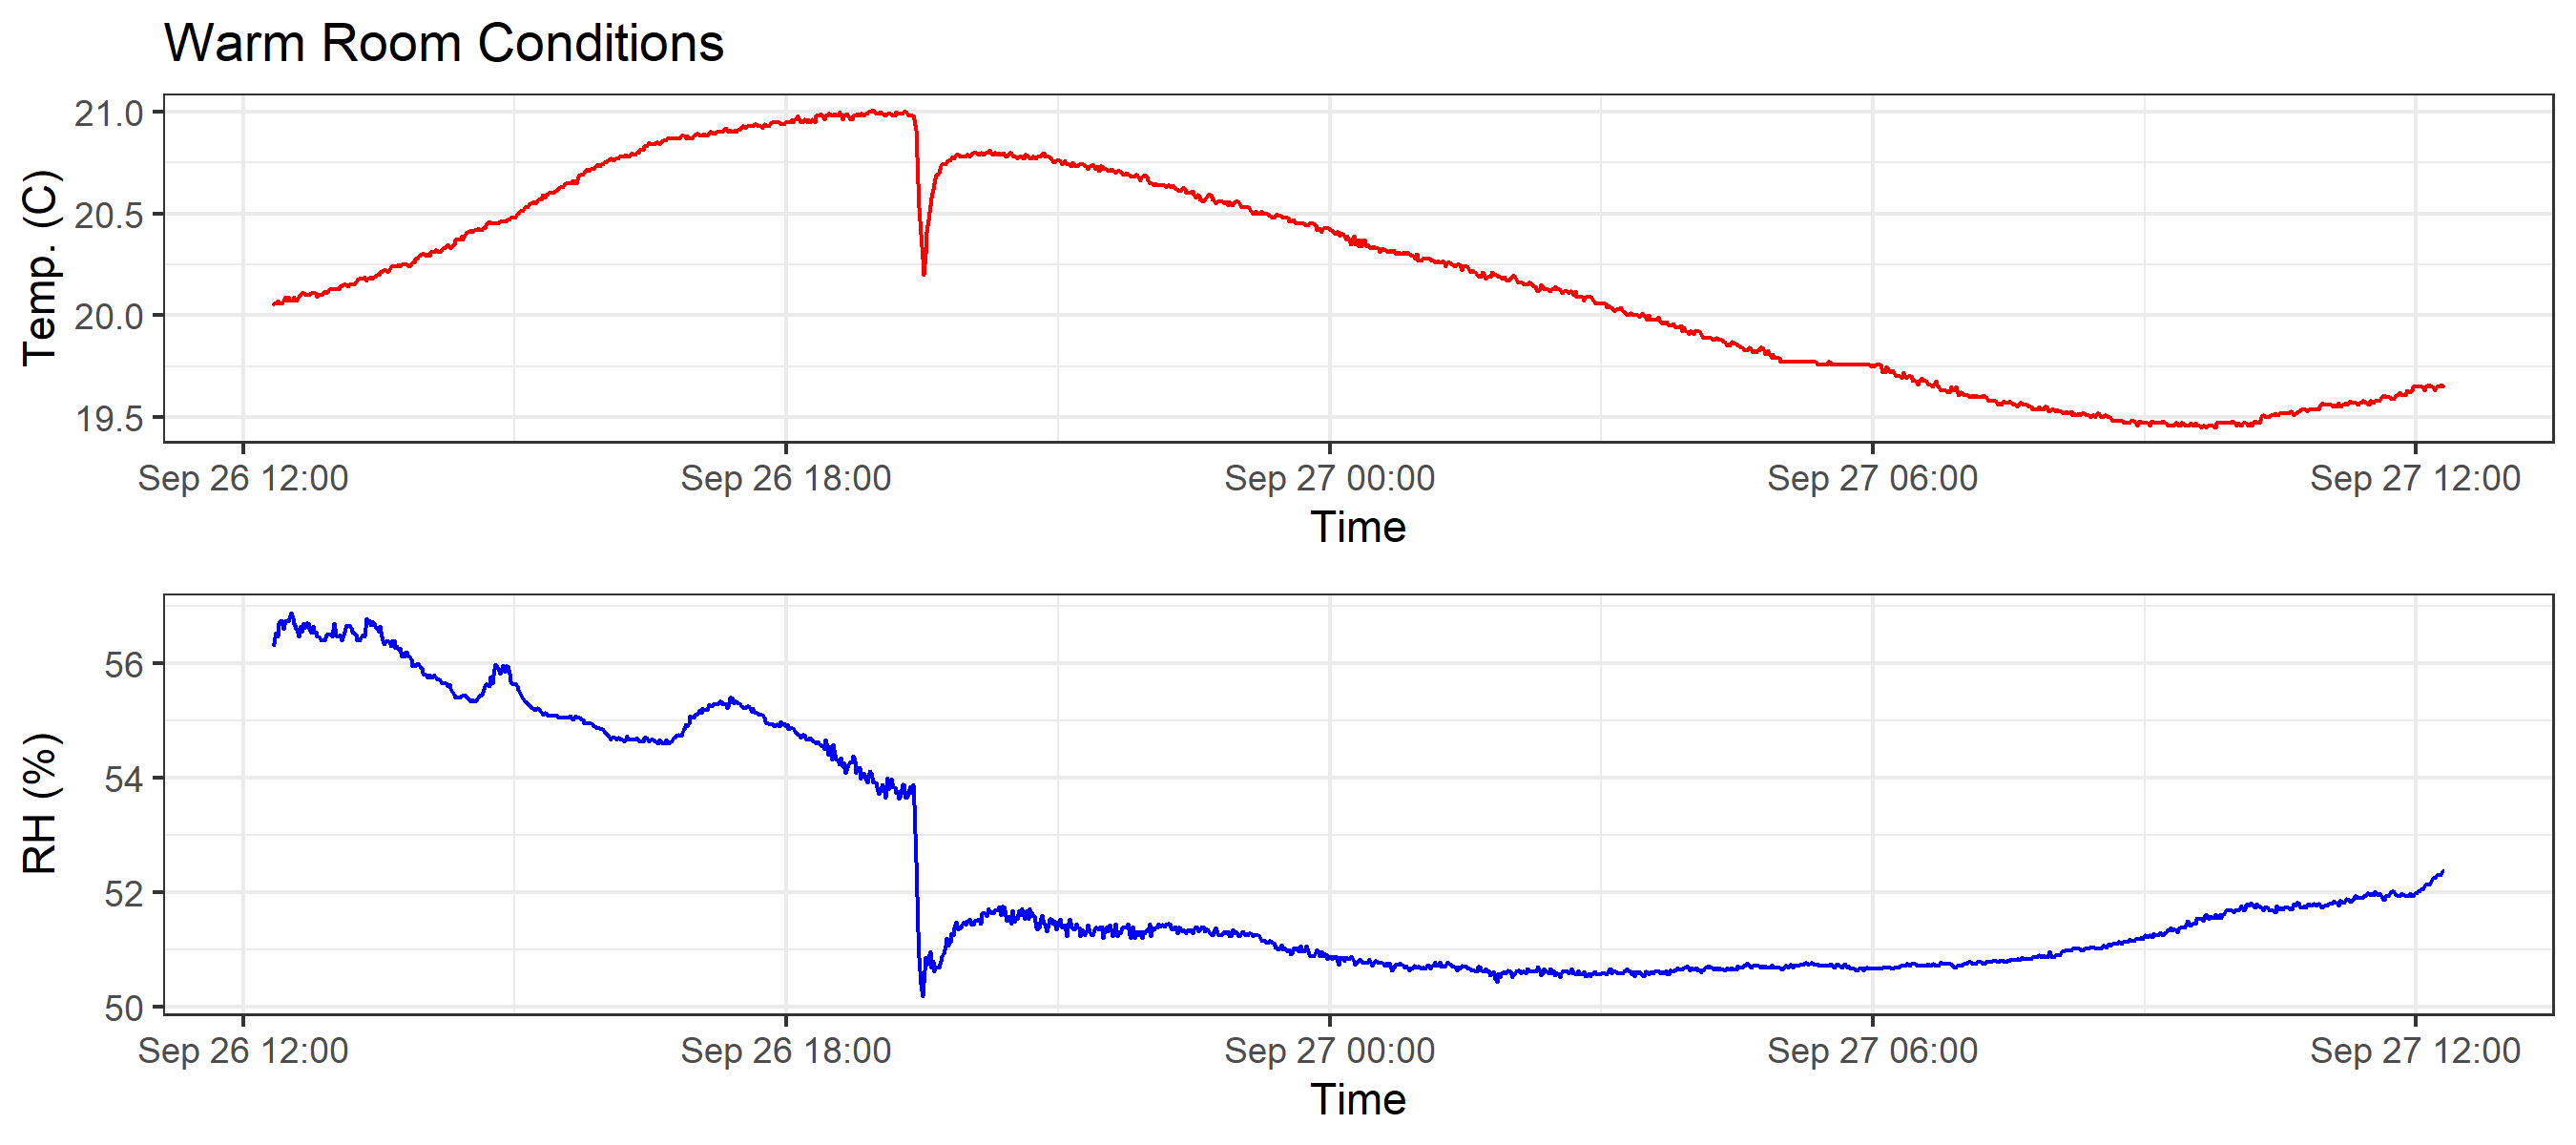 Warm Room Conditions
21.0
20.5
20.0
19.5
Temp. (C)
Sep 26 12:00 Sep 26 18:00 Sep 27 00:00 Sep 27 06:00 Sep 27 12:00
Time
56
54
52
50
RH (%)
Sep 26 12:00 Sep 26 18:00 Sep 27 00:00 Sep 27 06:00 Sep 27 12:00
Time